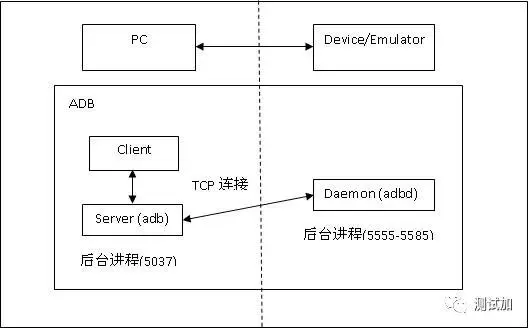 PC
Device/Emulator
ADB
Client
TCP 连接
Server (adb)
Daemon (adbd)
后台进程(5037)
后台进程(5555-5585)
测试加